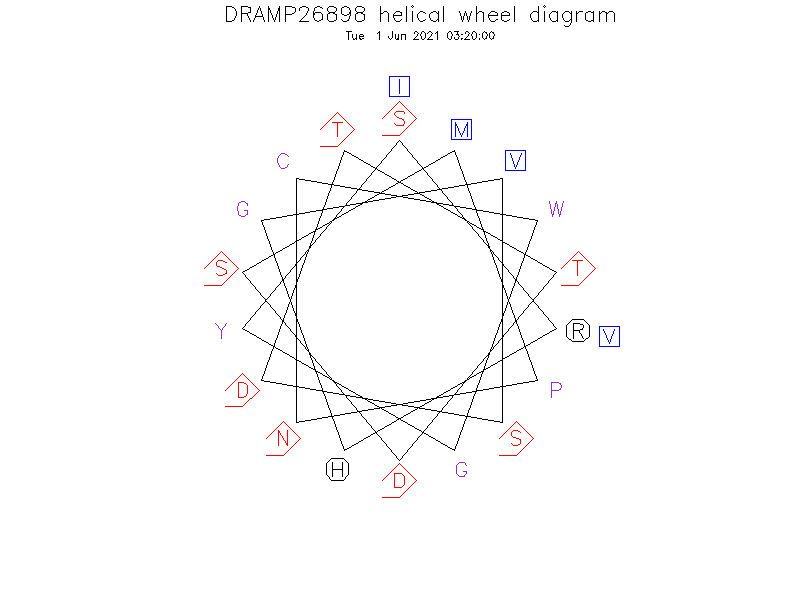 DRAMP26898 helical wheel diagram
Tue 1 Jun 2021 03:20:00
I
S
T
M
C
V
G
W
S
T
Y
R
V
D
P
N
S
H
G
D